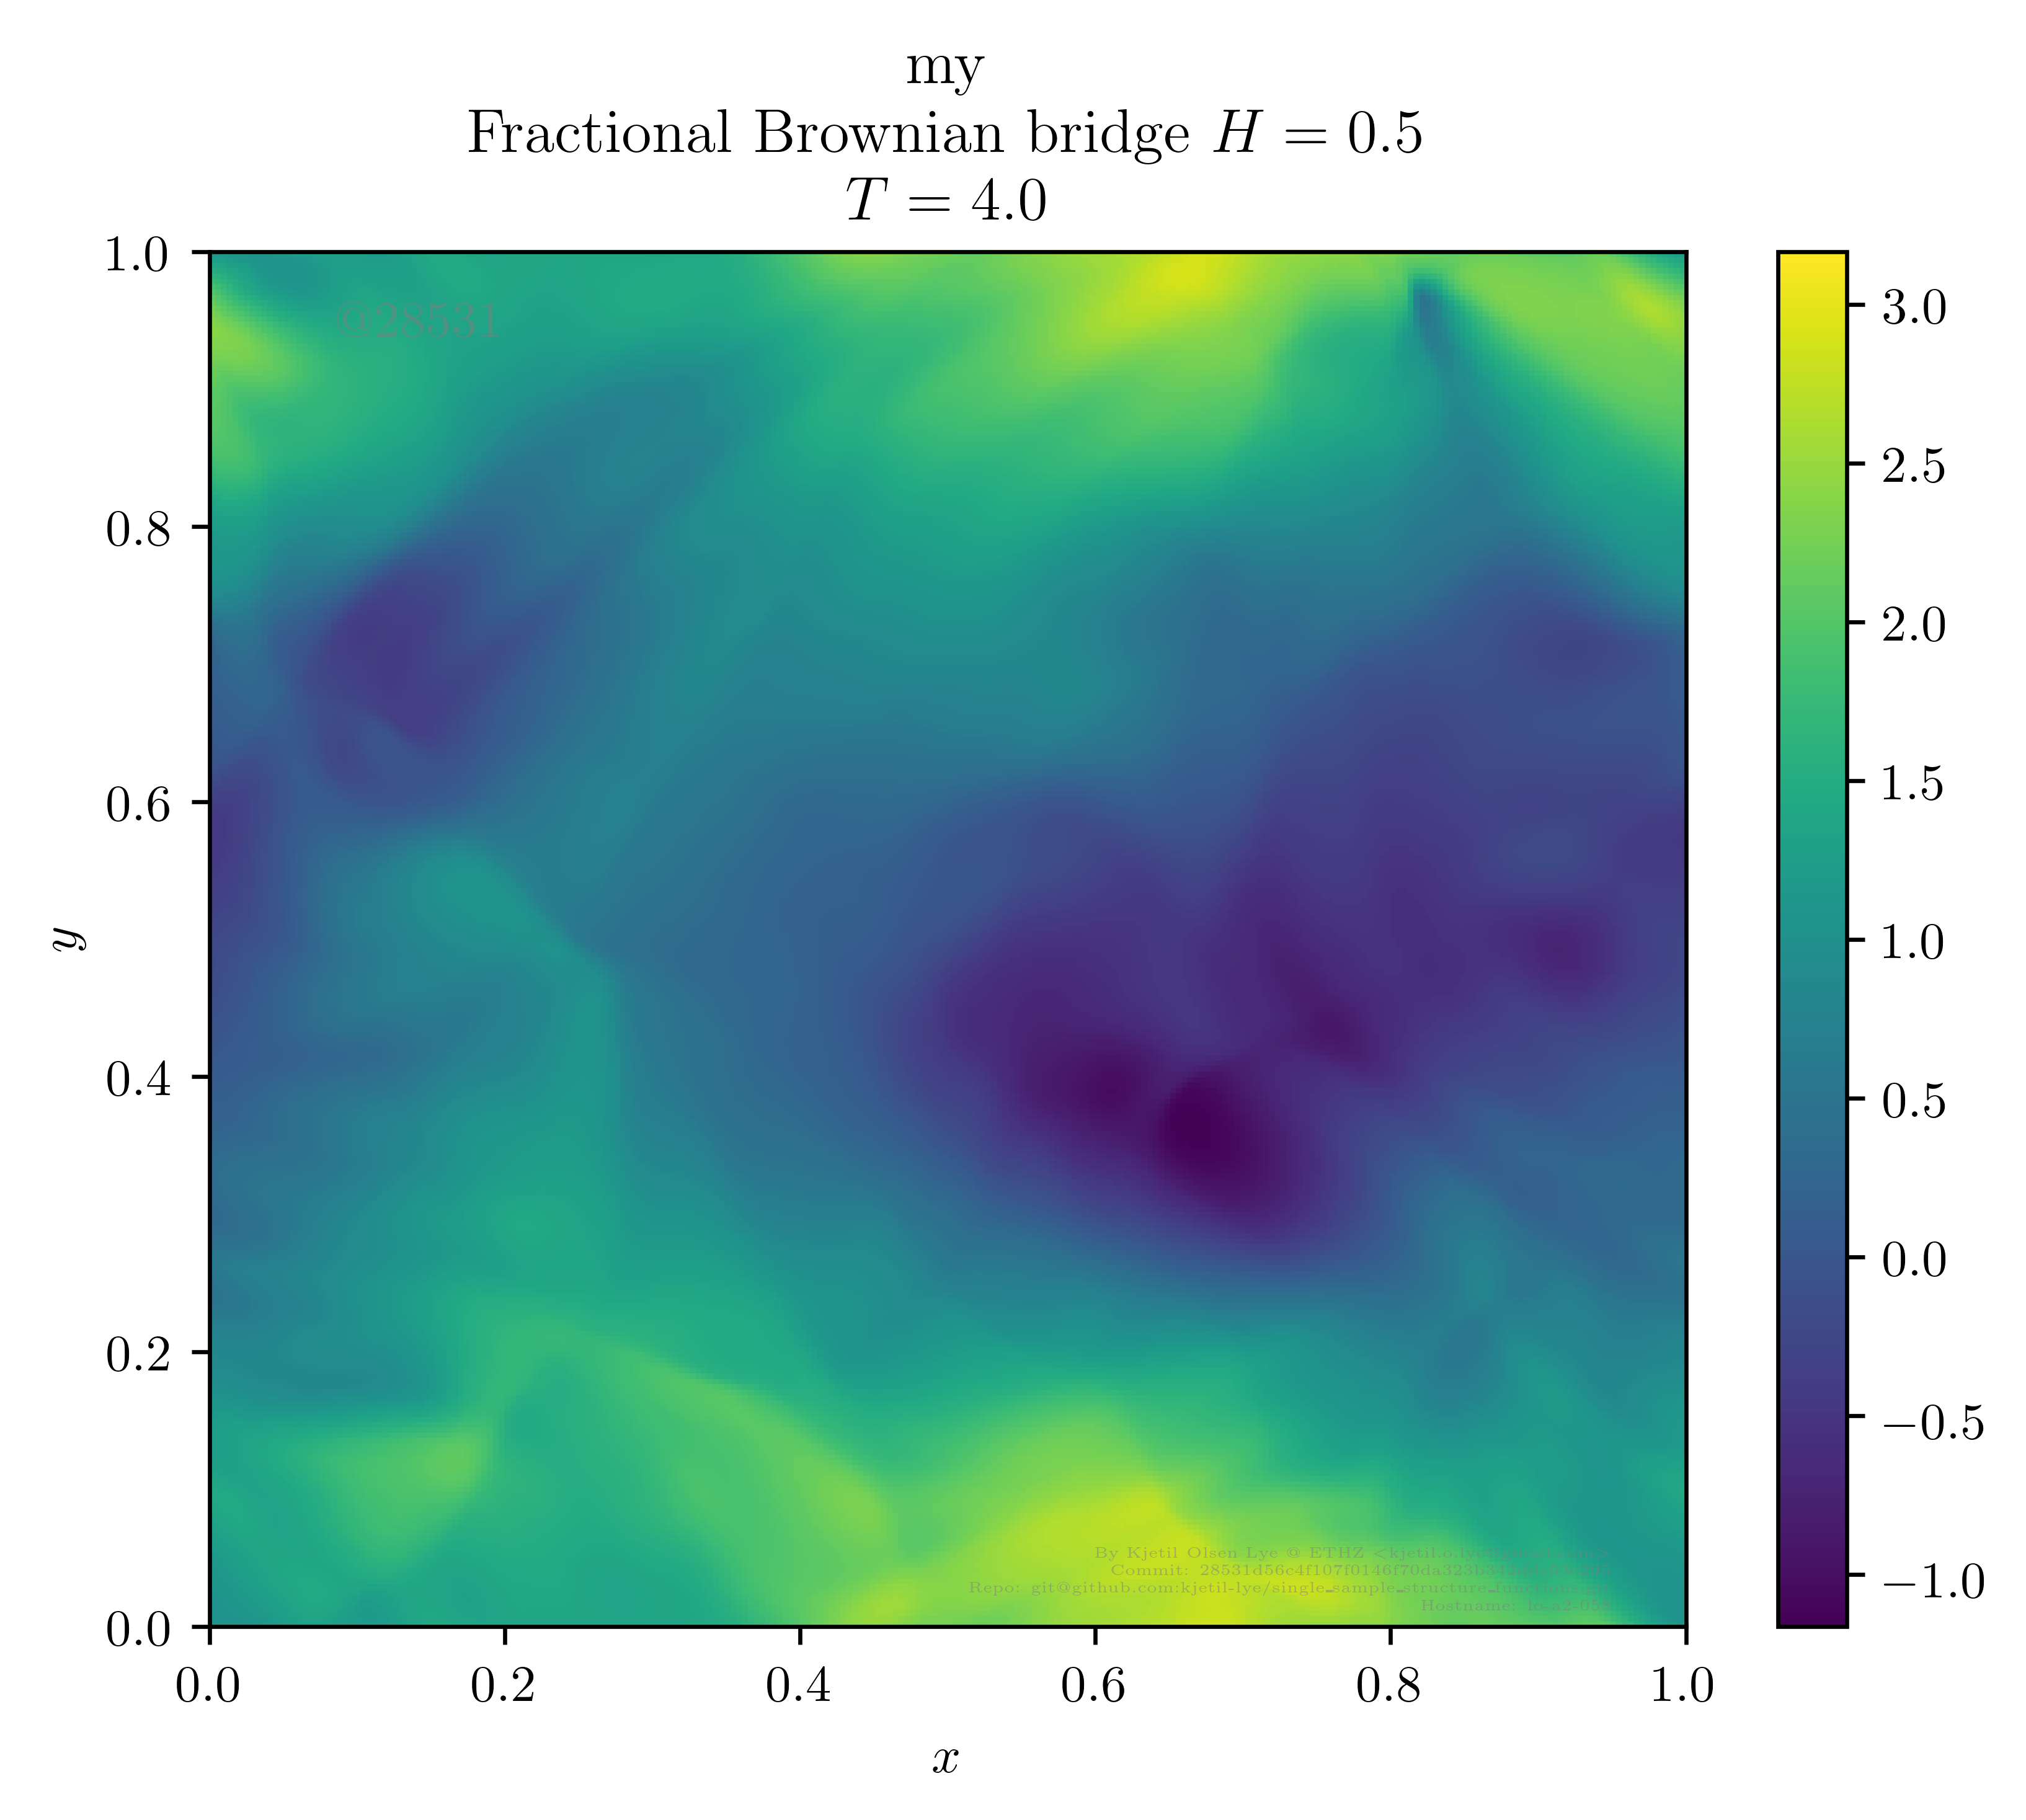 my
Fractional Brownian bridge H = 0.5
T = 4.0
@28531
1.0
0.8
0.6
0.4
0.2
0.0
y
0.0 0.2 0.4 0.6 0.8 1.0
x
3.0
2.5
2.0
1.5
1.0
0.5
0.0
−0.5
−1.0
By Kjetil Olsen Lye @ ETHZ
Commit:
Repo: git@github.com:kjetil-lye/single_sample_structure_functions
Hostname: